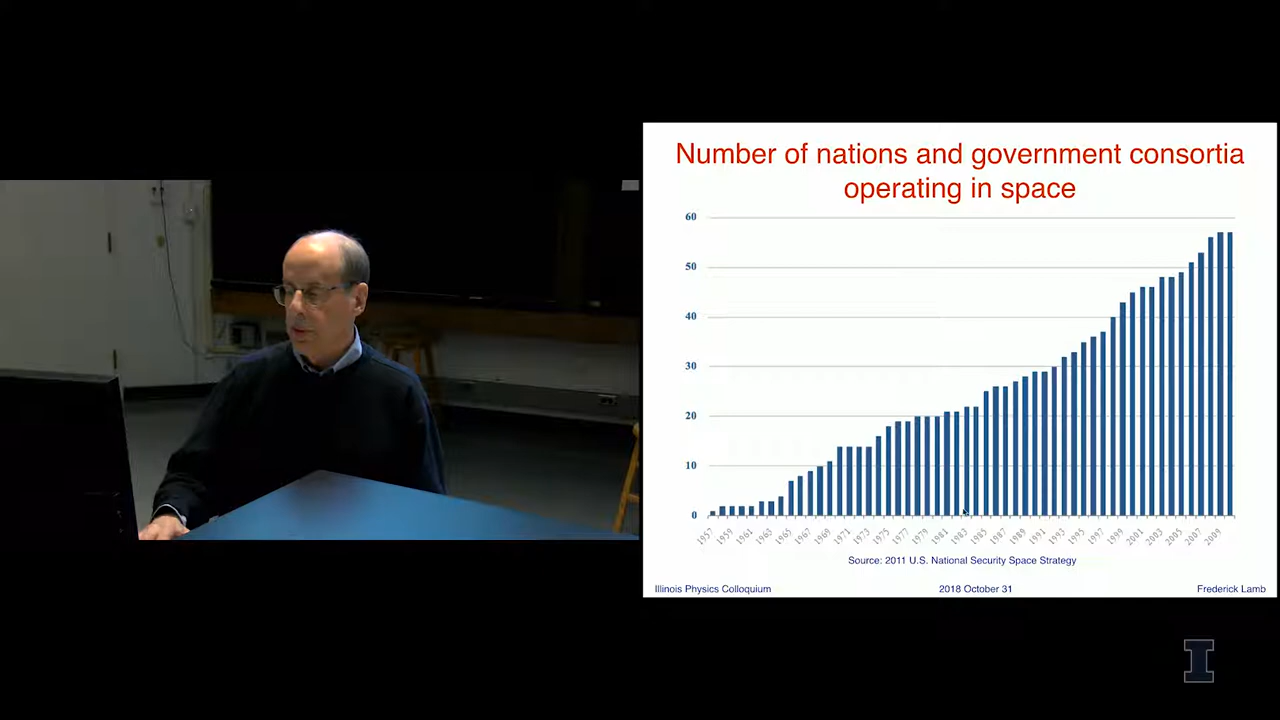 Number of nations and government consortia
operating in space
60
50
40
30
20
10
0
1957 1959 1961 1963 1965 1967 1969 1971 1973 1975 1977 1979 1981 1983 1985 1987 1989 1991 1993 1995 1997 1999 2001 2003 2005 2007 2009
Source: 2011 U.S. National Security Space Strategy
Illinois Physics Colloquium 2018 October 31 Frederick Lamb
I